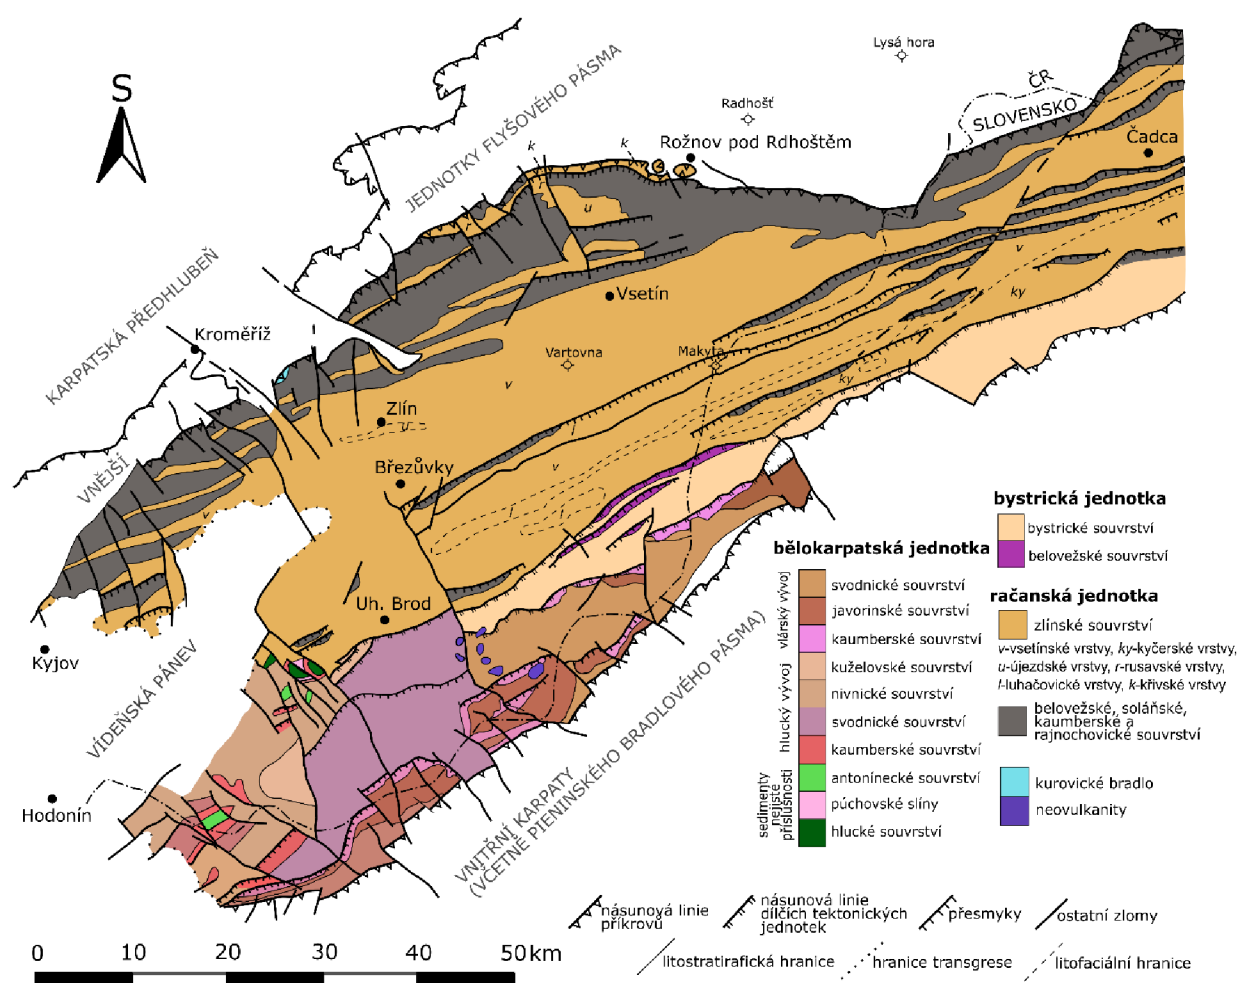 S
Lysá hora
Radhošť
Rožnov pod Rdhoštěm
ČR
SLOVENSKO
Čadca
JEDNOTKY FLYŠOVÉHO PÁSMA
k
k
u
r
r
v
ky
KARPATSKÁ PŘEDHLUBEŇ
Kroměříž
Vsetín
v
Vartovna
Makyta
ky
v
Zlín
u
l
VNĚJŠÍ
Březůvky
v
l
v
Uh. Brod
Kyjov
VÍDEŇSKÁ PÁNEV
Hodonín
VNITŘNÍ KARPATY
(VČETNĚ PIENINSKÉHO BRADLOVÉHO PÁSMA)
bystrická jednotka
bystrické souvrství
belovežské souvrství
bělokarpatská jednotka
vlárský vývoj
svodnické souvrství
javorinské souvrství
kaumberské souvrství
hlucký vývoj
kuželovské souvrství
nivnické souvrství
svodnické souvrství
kaumberské souvrství
sedimenty
nejisté
příslušnosti
antonínecké souvrství
púchovské slíny
hlucké souvrství
račanská jednotka
zlínské souvrství
v-vsetínské vrstvy, ky-kyčerské vrstvy,
u-újezdské vrstvy, r-rusavské vrstvy,
l-luhačovické vrstvy, k-křivské vrstvy
belovežské, soláňské,
kaumberské a
rajnochovické souvrství
kurovické bradlo
neovulkanity
násunová linie
příkrovů
násunová linie
dílčích tektonických
jednotek
přesmyky
ostatní zlomy
litostratirafická hranice
hranice transgrese
litofaciální hranice
0 10 20 30 40 50 km